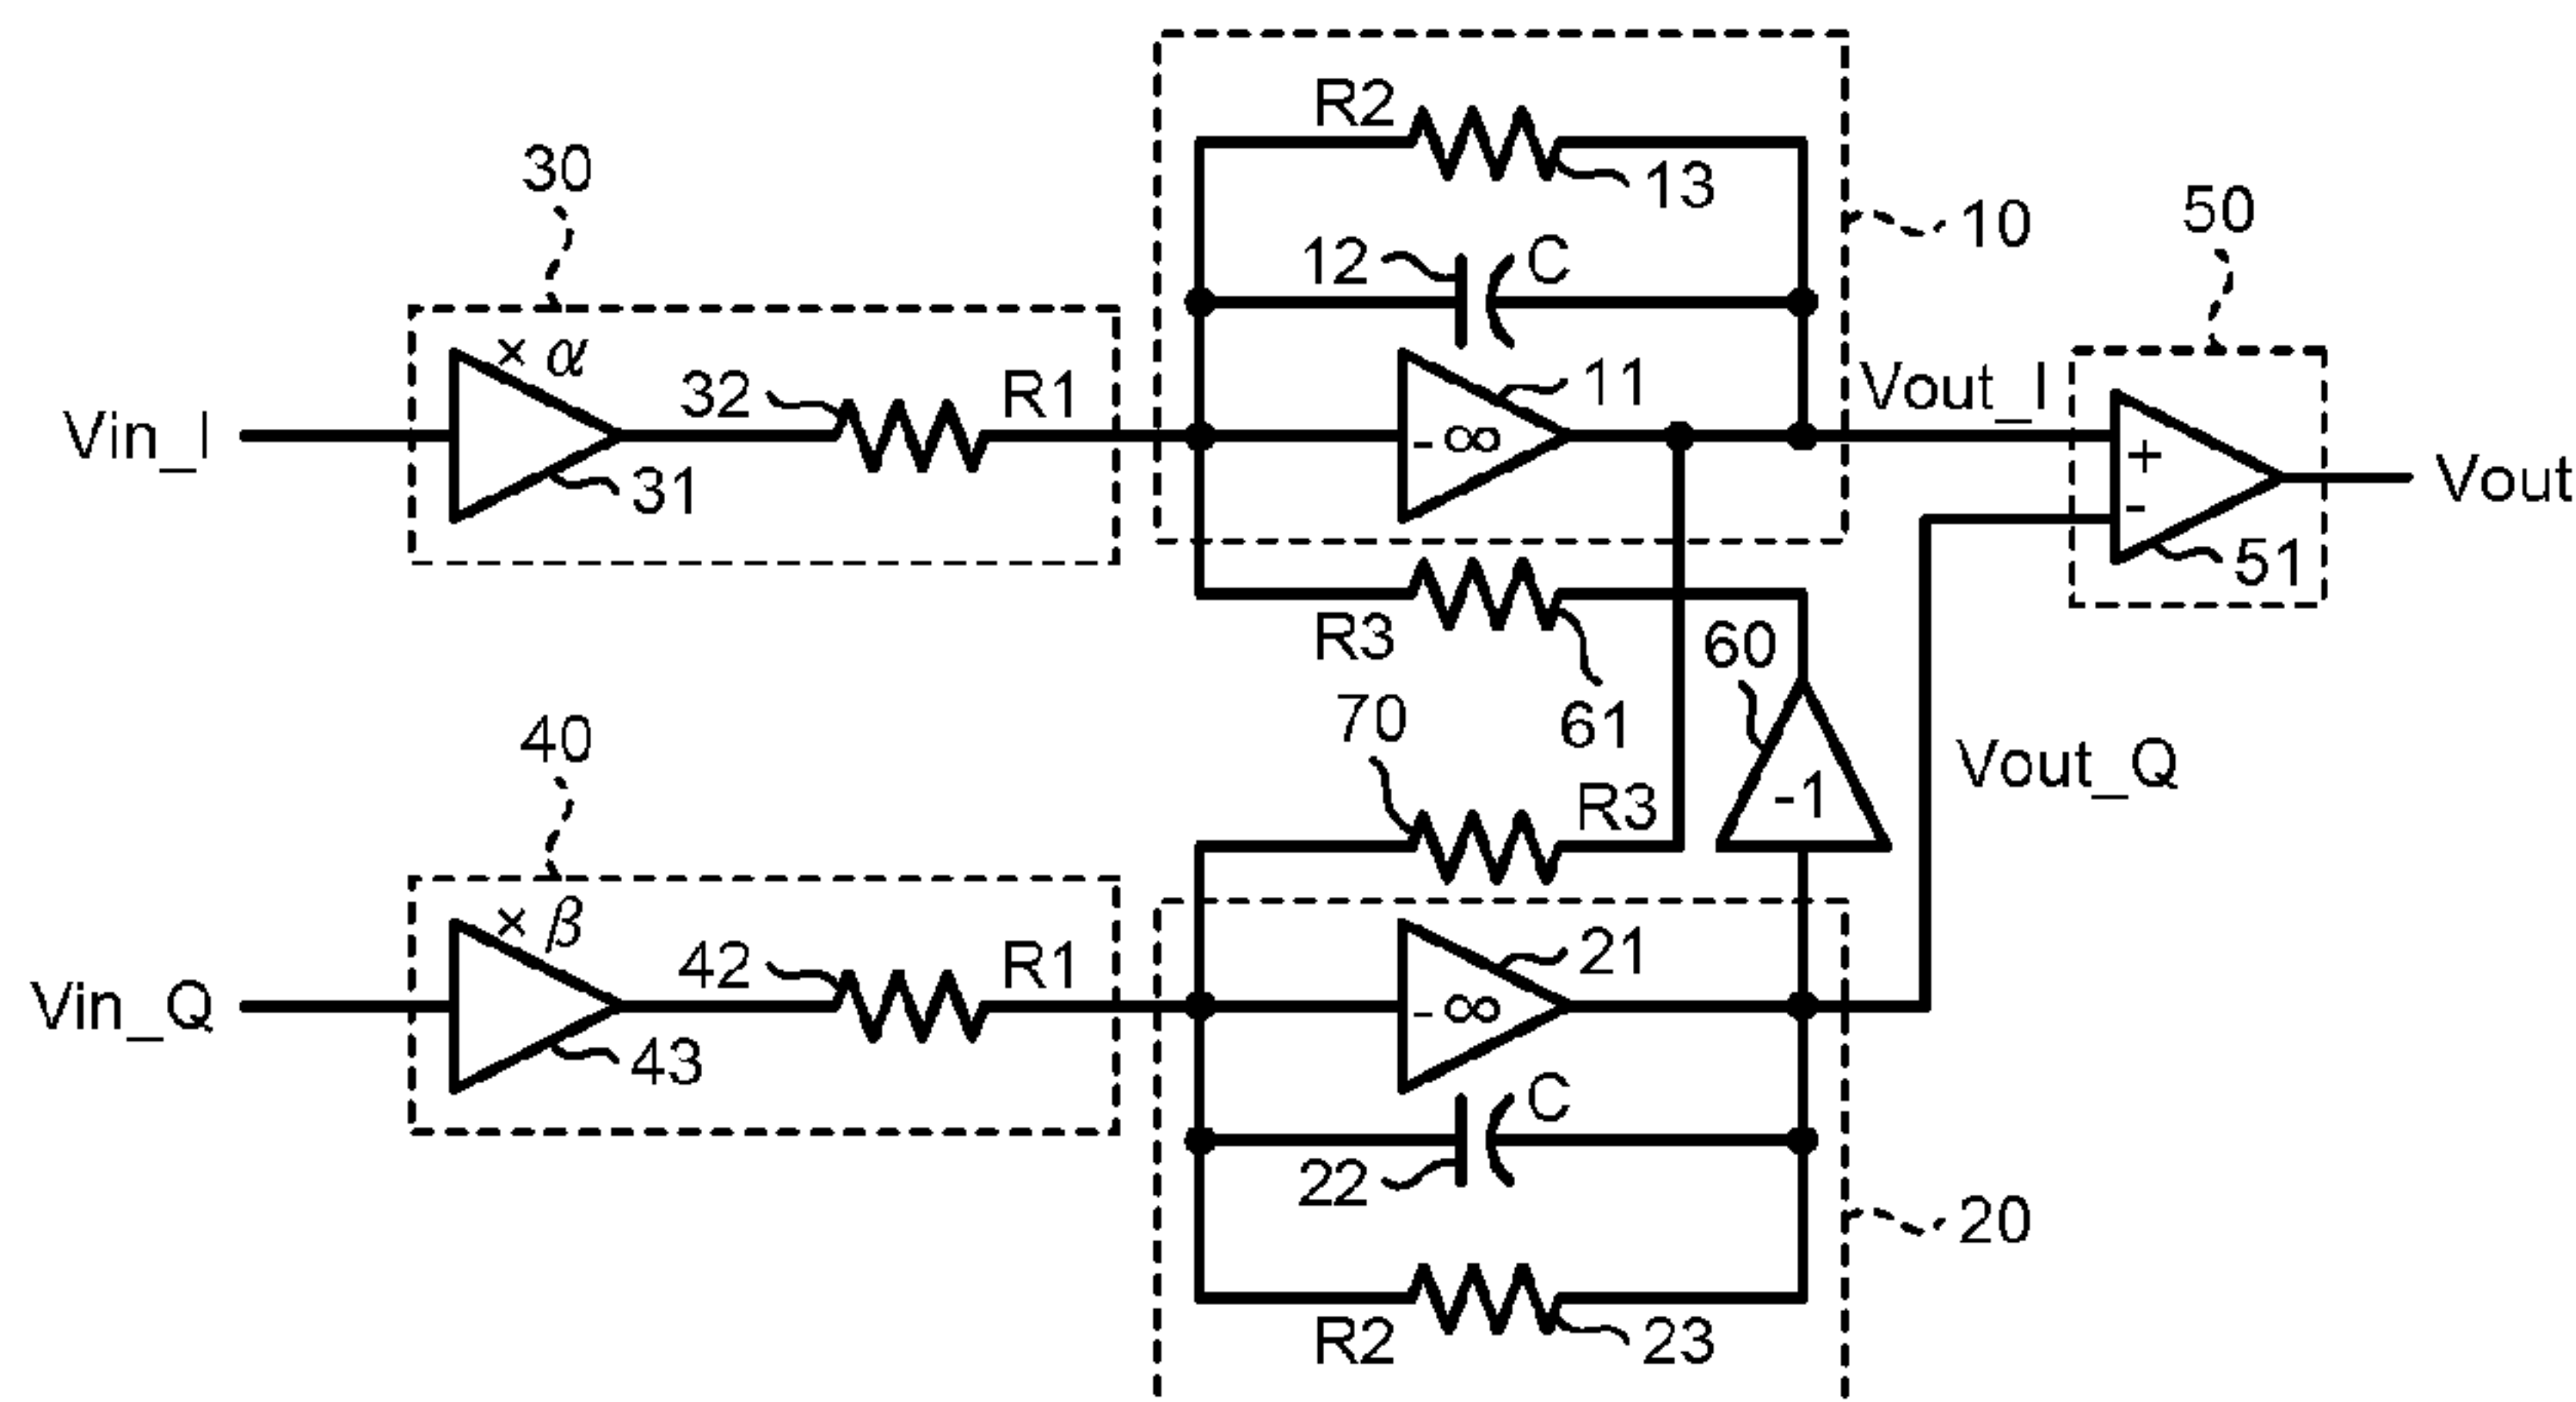 R2
13
10
30
50
12 C
× α
32 R1
11
Vout_I
Vin_I
- ∞
+
-
Vout
31
51
R3
60
61
70
40
R3
-1
Vout_Q
× β
42 R1
21
Vin_Q
- ∞
43
C
22
20
R2
23